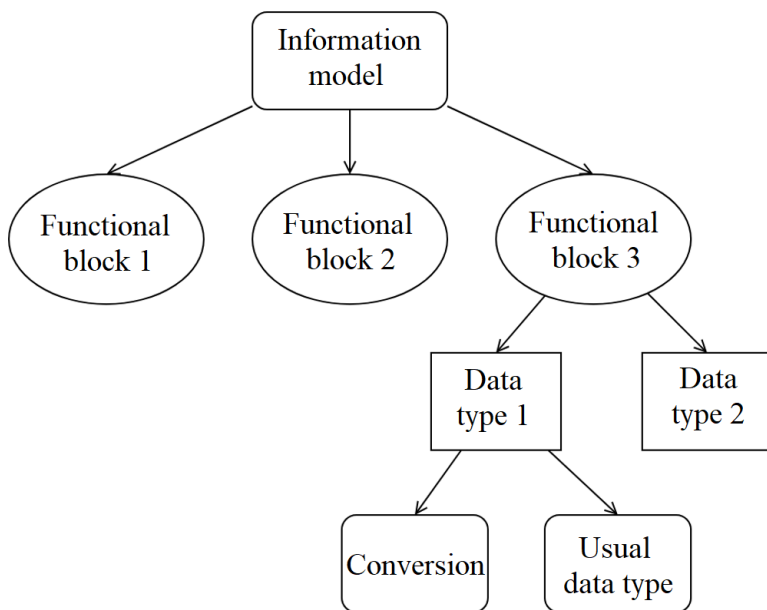 Information
model
Functional
block 1
Functional
block 2
Functional
block 3
Data
type 1
Data
type 2
Conversion
Usual
data type